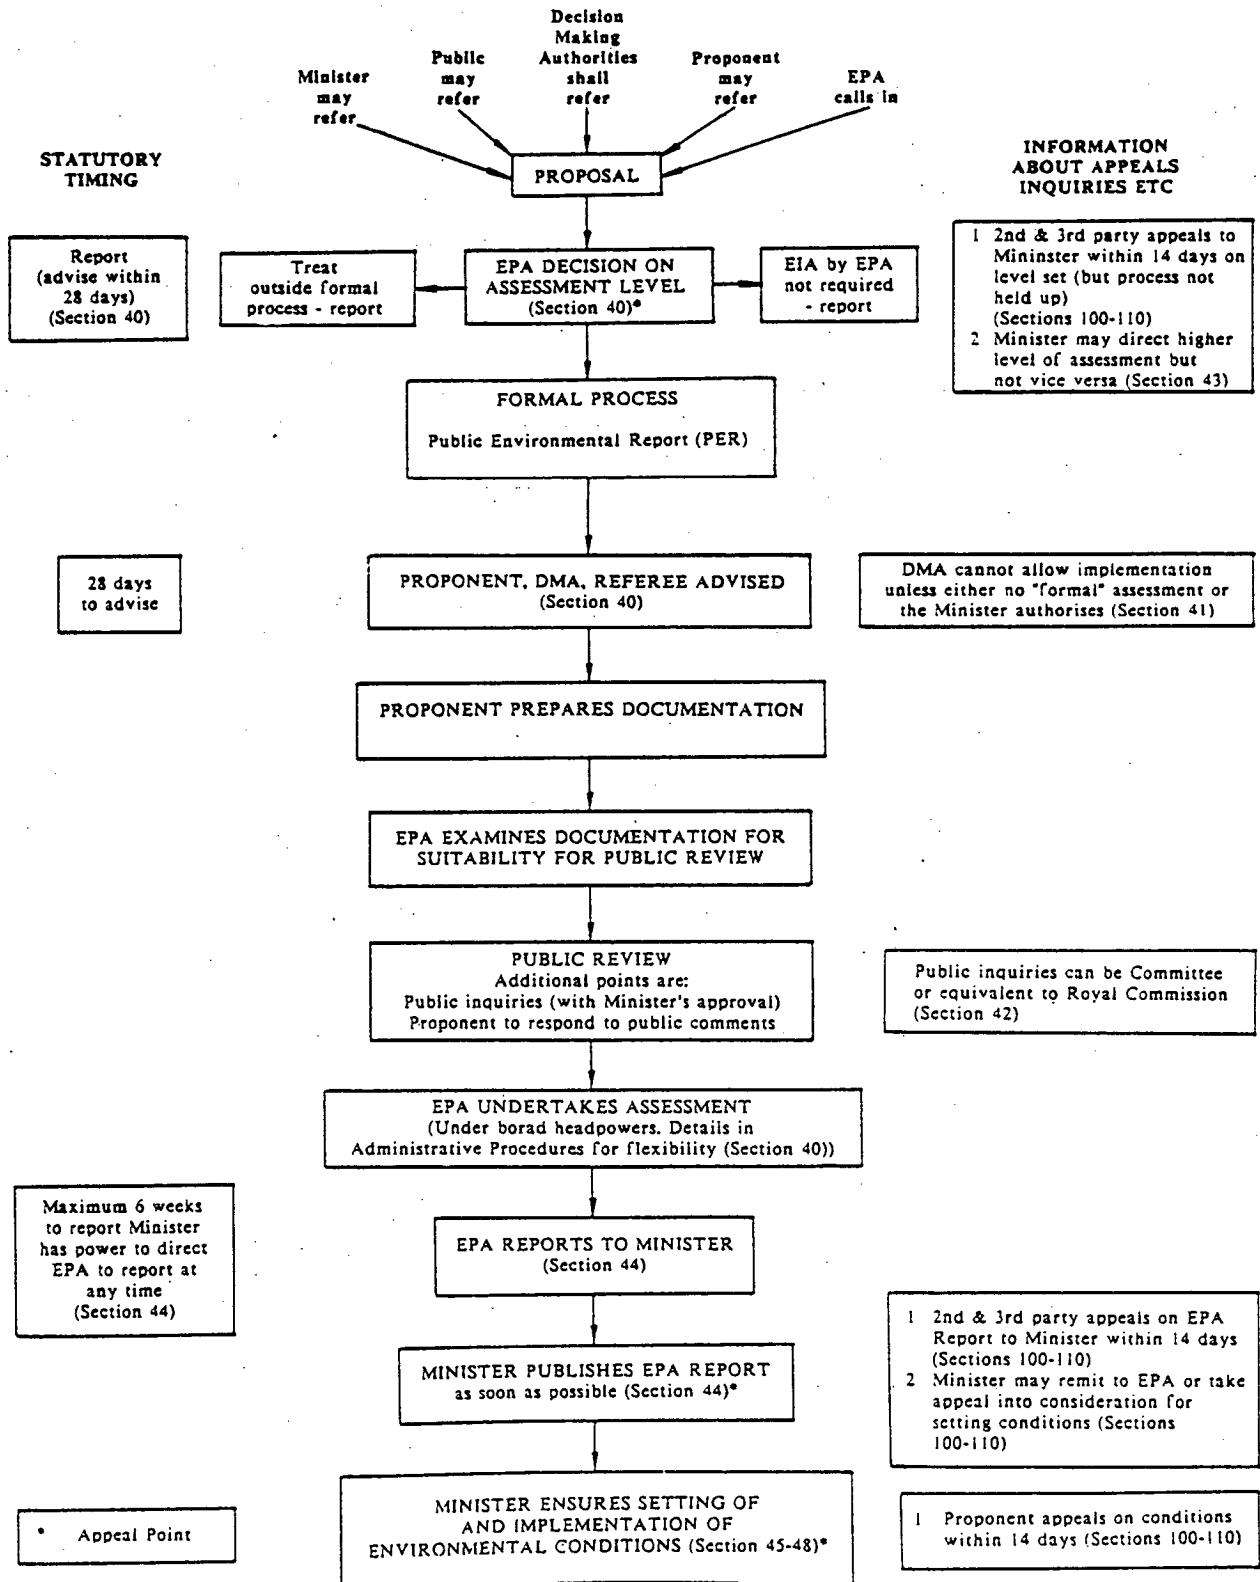 Decision
Making
Authorities
shall
refer
Public
may
refer
Proponent
may
refer
Minister
may
refer
EPA
calls in
STATUTORY
TIMING
PROPOSAL
INFORMATION
ABOUT APPEALS
INQUIRIES ETC
Report
(advise within
28 days)
(Section 40)
Treat
outside formal
process - report
EPA DECISION ON
ASSESSMENT LEVEL
(Section 40)*
EIA by EPA
not required
- report
1 2nd & 3rd party appeals to
Mininster within 14 days on
level set (but process not
held up)
(Sections 100-110)
2 Minister may direct higher
level of assessment but
not vice versa (Section 43)
FORMAL PROCESS
Public Environmental Report (PER)
28 days
to advise
PROPONENT, DMA, REFEREE ADVISED
(Section 40)
DMA cannot allow implementation
unless either no "formal" assessment or
the Minister authorises (Section 41)
PROPONENT PREPARES DOCUMENTATION
EPA EXAMINES DOCUMENTATION FOR
SUITABILITY FOR PUBLIC REVIEW
PUBLIC REVIEW
Additional points are:
Public inquiries (with Minister's approval)
Proponent to respond to public comments
Public inquiries can be Committee
or equivalent to Royal Commission
(Section 42)
EPA UNDERTAKES ASSESSMENT
(Under borad headpowers. Details in
Administrative Procedures for flexibility (Section 40))
Maximum 6 weeks
to report Minister
has power to direct
EPA to report at
any time
(Section 44)
EPA REPORTS TO MINISTER
(Section 44)
MINISTER PUBLISHES EPA REPORT
as soon as possible (Section 44)*
1 2nd & 3rd party appeals on EPA
Report to Minister within 14 days
(Sections 100-110)
2 Minister may remit to EPA or take
appeal into consideration for
setting conditions (Sections
100-110)
* Appeal Point
MINISTER ENSURES SETTING OF
AND IMPLEMENTATION OF
ENVIRONMENTAL CONDITIONS (Section 45-48)*
1 Proponent appeals on conditions
within 14 days (Sections 100-110)